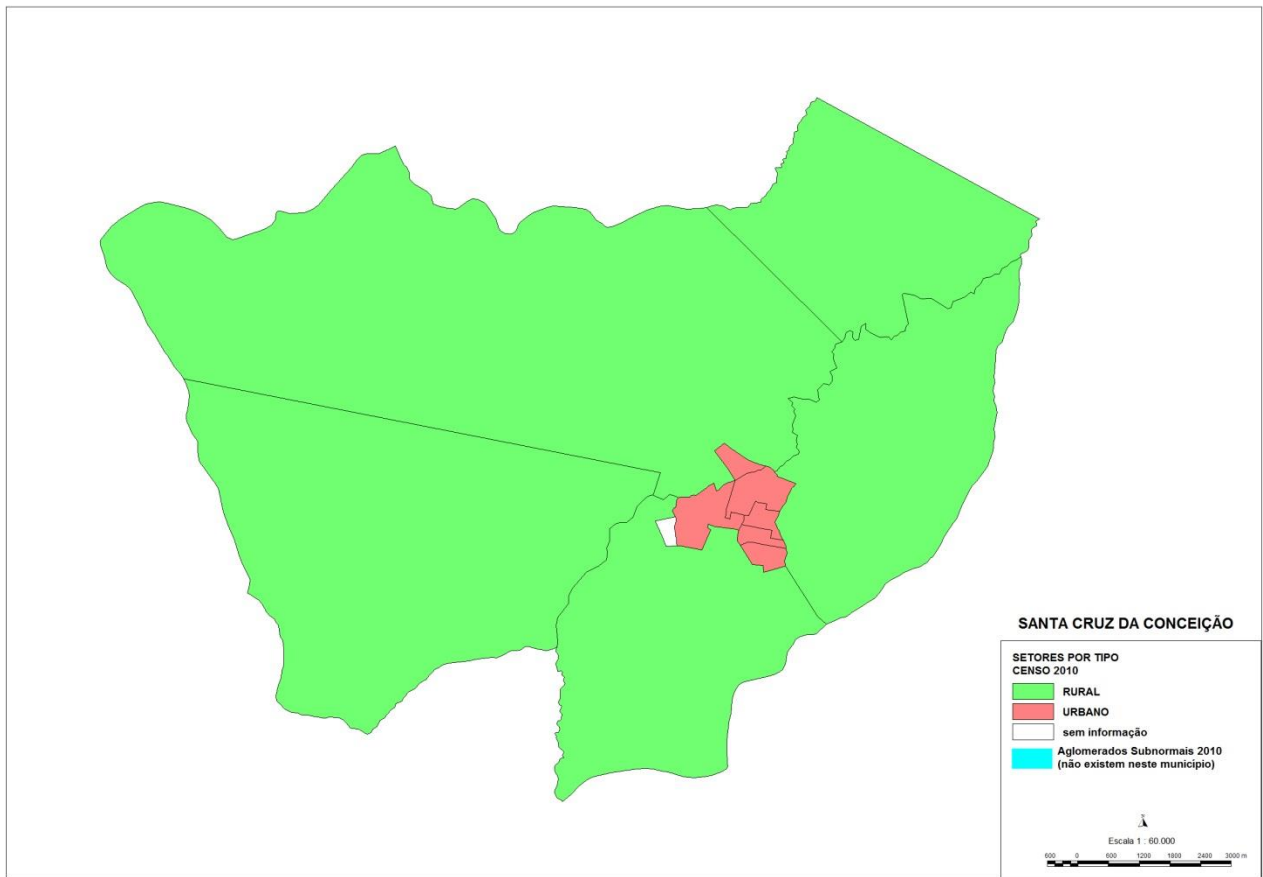 SANTA CRUZ DA CONCEIÇÃO
SETORES POR TIPO
CENSO 2010
RURAL
URBANO
sem informação
Aglomerados Subnormais 2010
(não existem neste município)
Escala 1 : 60.000
600 0 600 1200 1800 2400 3000 m